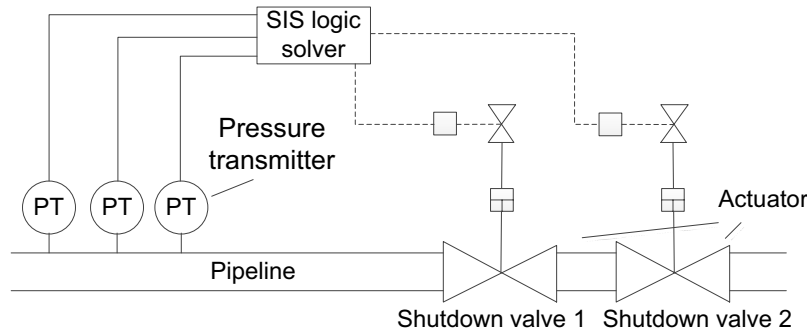 SIS logic
solver
Pressure
transmitter
PT
PT
PT
Actuator
Pipeline
Shutdown valve 1
Shutdown valve 2